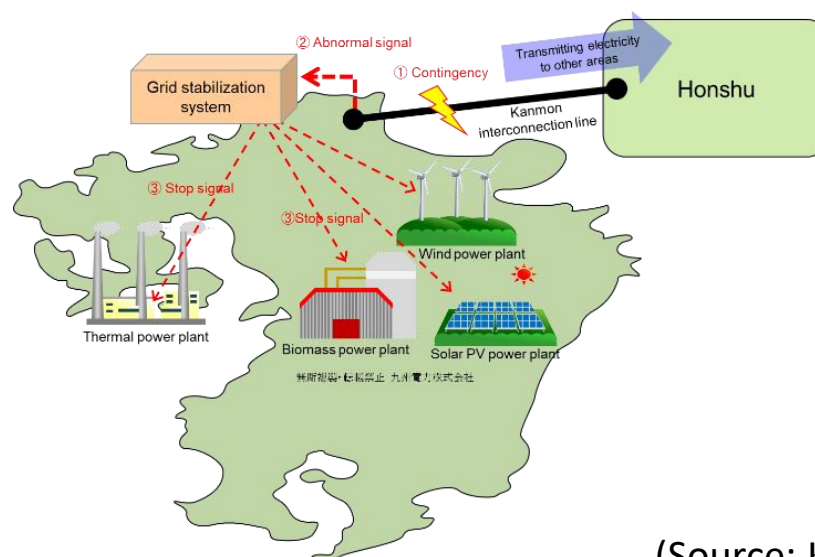 ② Abnormal signal
Transmitting electricity
to other areas
Grid stabilization
system
① Contingency
Honshu
Kanmon
interconnection line
③ Stop signal
③Stop signal
Wind power plant
Thermal power plant
Biomass power plant
Solar PV power plant
無断複製・転載禁止 九州電力株式会社
(Source: